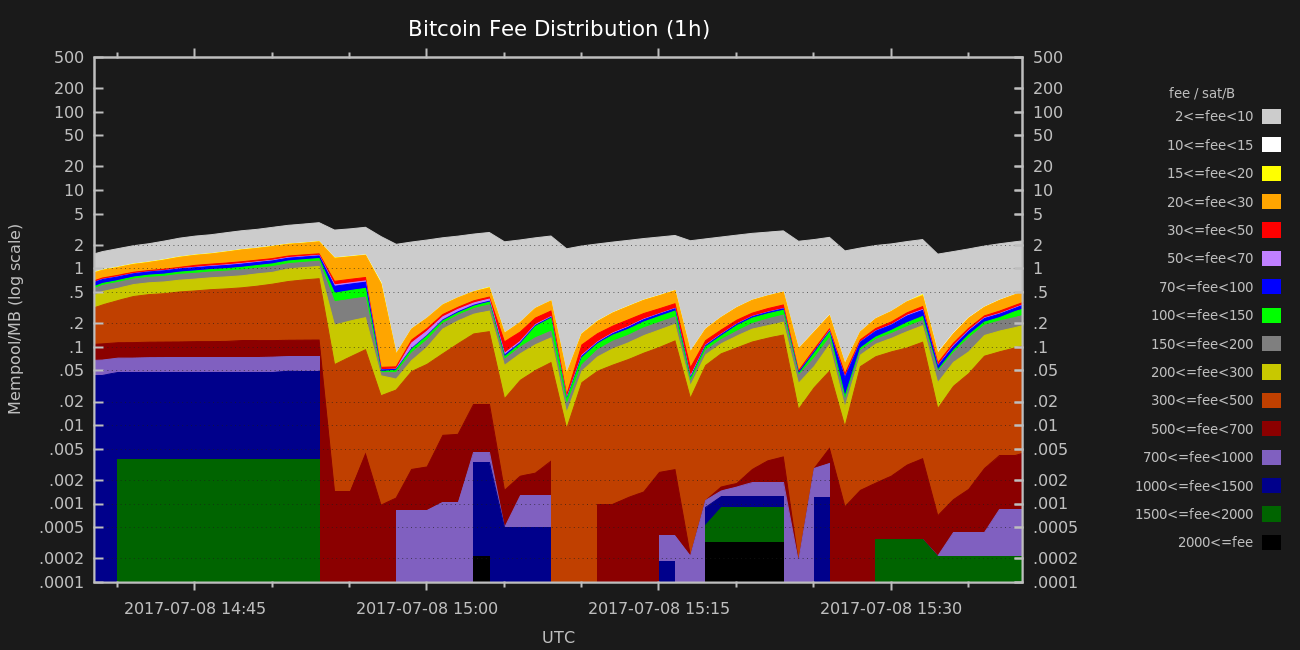 Bitcoin Fee Distribution (1h)
Mempool/MB (log scale)
500
200
100
50
20
10
5
2
1
.5
.2
.1
.05
.02
.01
.005
.002
.001
.0005
.0002
.0001
500
200
100
50
20
10
5
2
1
.5
.2
.1
.05
.02
.01
.005
.002
.001
.0005
.0002
.0001
2017-07-08 14:45
2017-07-08 15:00
2017-07-08 15:15
2017-07-08 15:30
UTC
fee / sat/B
2<=fee<10
10<=fee<15
15<=fee<20
20<=fee<30
30<=fee<50
50<=fee<70
70<=fee<100
100<=fee<150
150<=fee<200
200<=fee<300
300<=fee<500
500<=fee<700
700<=fee<1000
1000<=fee<1500
1500<=fee<2000
2000<=fee